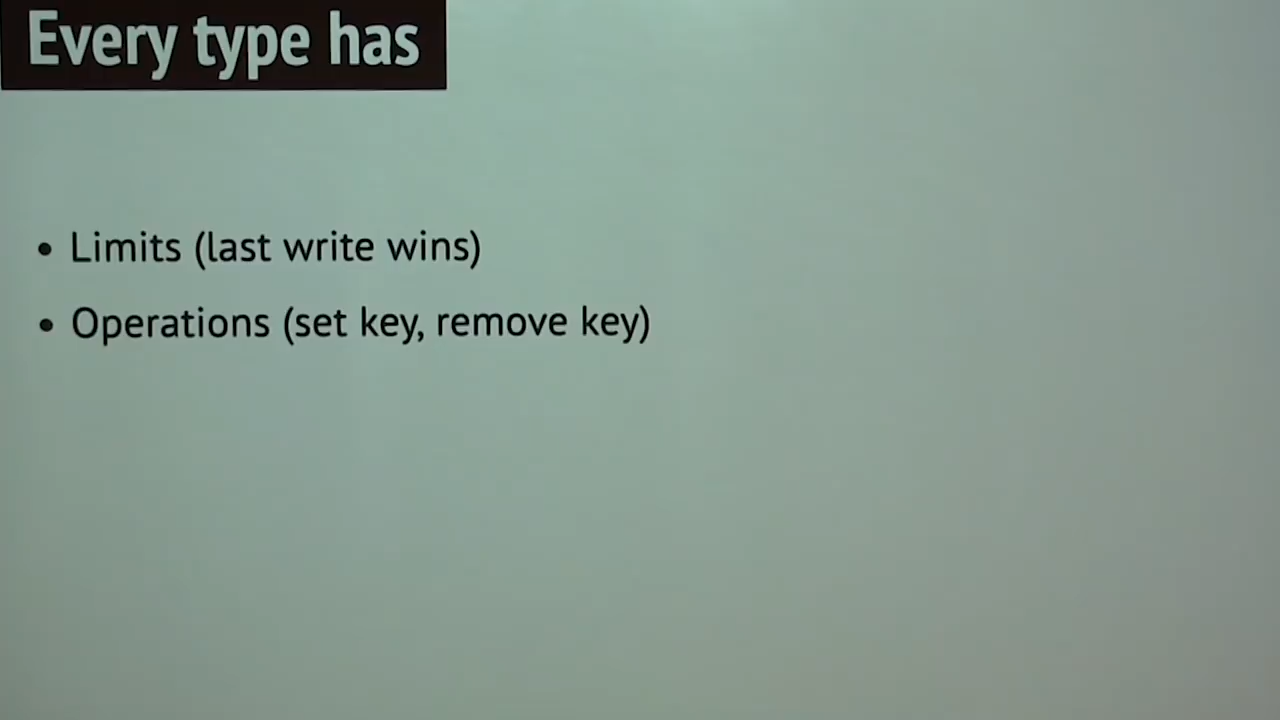 Every type has
• Limits (last write wins)
• Operations (set key, remove key)